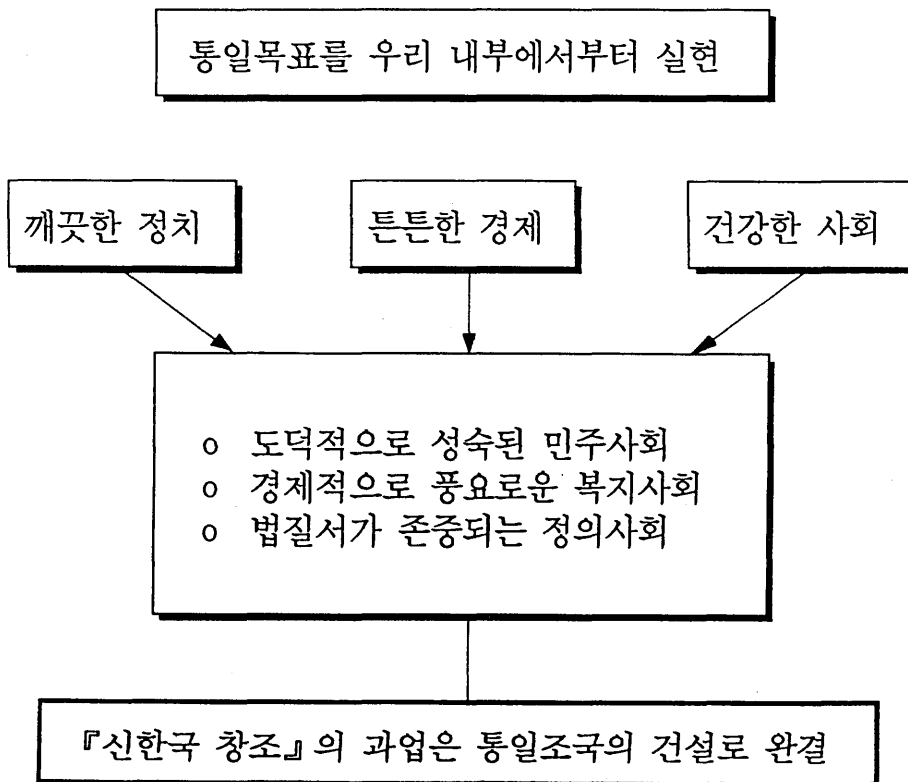 통일목표를 우리 내부에서부터 실현
깨끗한 정치
튼튼한 경제
건강한 사회
o 도덕적으로 성숙된 민주사회
o 경제적으로 풍요로운 복지사회
o 법질서가 존중되는 정의사회
『신한국 창조』의 과업은 통일조국의 건설로 완결